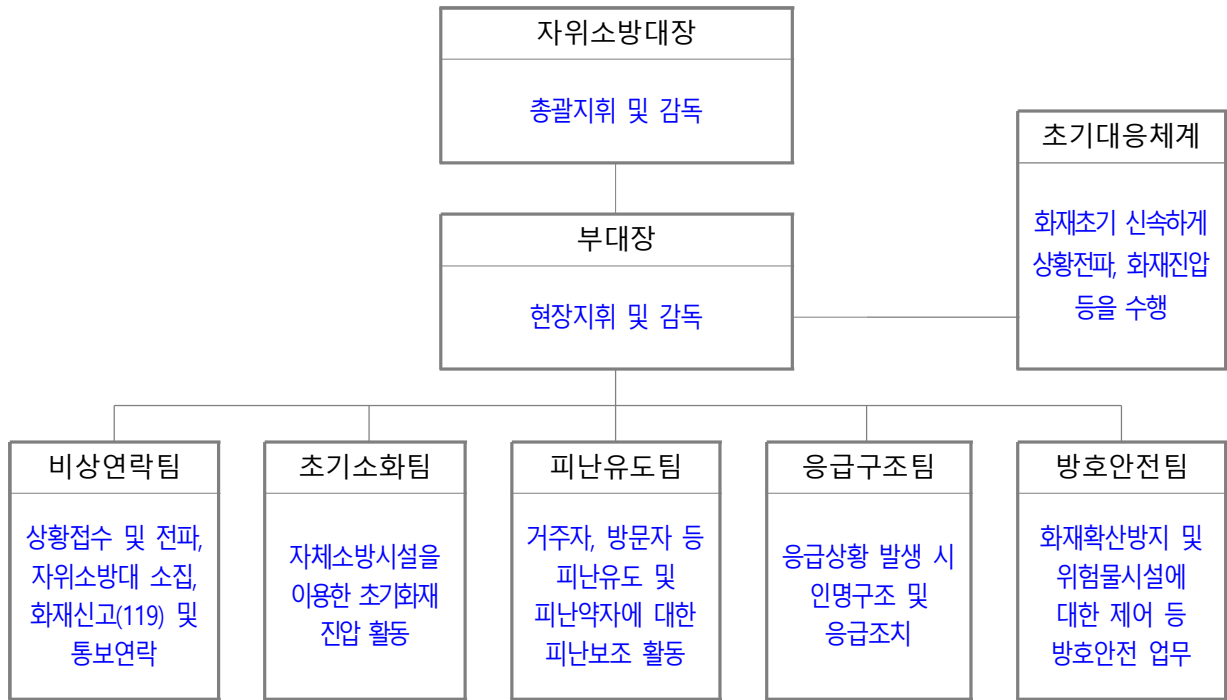 자위소방대장
총괄지휘 및 감독
초기대응체계
화재초기 신속하게
상황전파, 화재진압
등을 수행
부대장
현장지휘 및 감독
비상연락팀
상황접수 및 전파,
자위소방대 소집,
화재신고(119) 및
통보연락
초기소화팀
자체소방시설을
이용한 초기화재
진압 활동
피난유도팀
거주자, 방문자 등
피난유도 및
피난약자에 대한
피난보조 활동
응급구조팀
응급상황 발생 시
인명구조 및
응급조치
방호안전팀
화재확산방지 및
위험물시설에
대한 제어 등
방호안전 업무